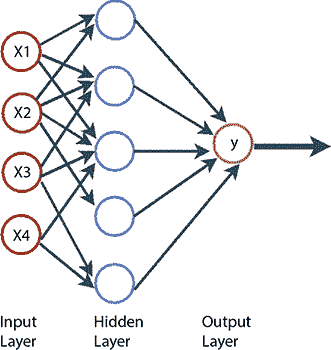 X1
X2
X3
X4
y
Input Hidden Output
Layer Layer Layer